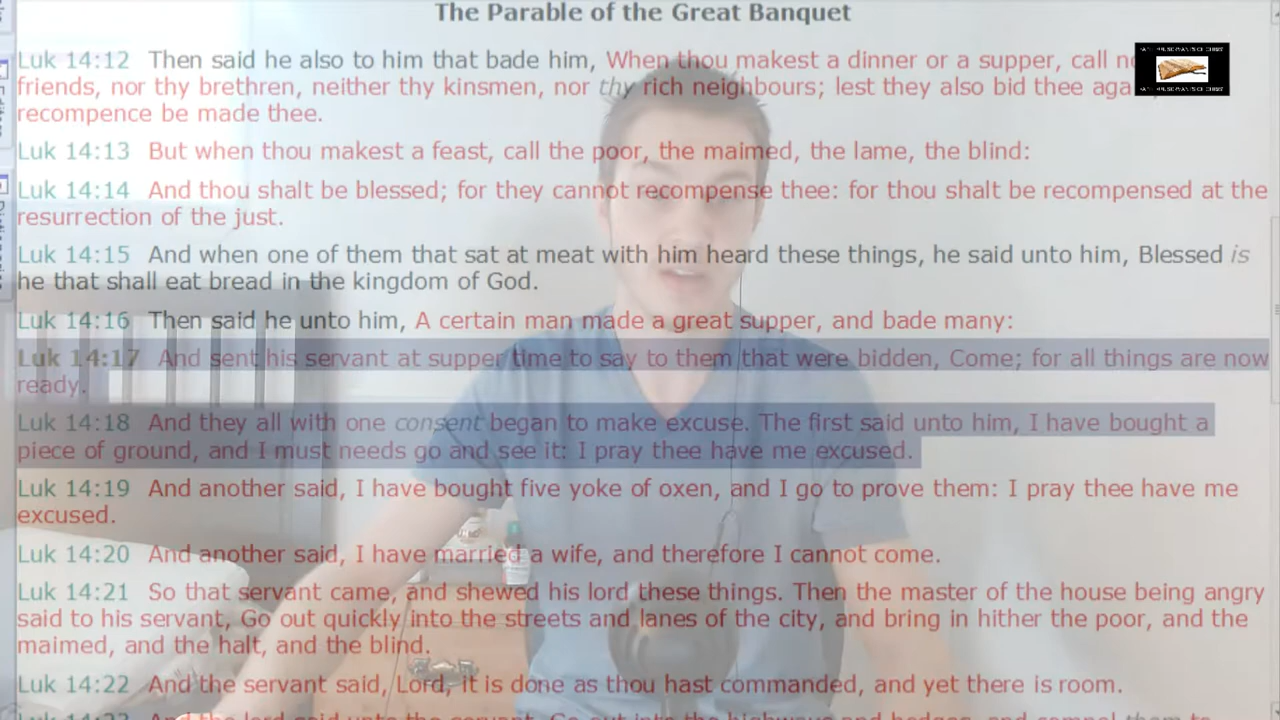 The Parable of the Great Banquet
Luk 14:12 Then said he also to him that bade him, When thou makest a dinner or a supper, call
friends, nor thy brethren, neither thy kinsmen, nor thy rich neighbours; lest they also bid thee
recompence be made thee.
Luk 14:13 But when thou makest a feast, call the poor, the maimed, the lame, the blind:
Luk 14:14 And thou shalt be blessed; for they cannot recompense thee: for thou shalt be recompensed at the
resurrection of the just.
Luk 14:15 And when one of them that sat at meat with him heard these things, he said unto him, Blessed is
he that shall eat bread in the kingdom of God.
Luk 14:16 Then said he unto him, A certain man made a great supper, and bade many:
Luk 14:17 And sent his servant at supper time to say to them that were bidden, Come; for all things are now
ready.
Luk 14:18 And they all with one consent began to make excuse. The first said unto him, I have bought a
piece of ground, and I must needs go and see it: I pray thee have me excused.
Luk 14:19 And another said, I have bought five yoke of oxen, and I go to prove them: I pray thee have me
excused.
Luk 14:20 And another said, I have married a wife, and therefore I cannot come.
Luk 14:21 So that servant came, and shewed his lord these things. Then the master of the house being angry
said to his servant, Go out quickly into the streets and lanes of the city, and bring in hither the poor, and the
maimed, and the halt, and the blind.
Luk 14:22 And the servant said, Lord, it is done as thou hast commanded, and yet there is room.